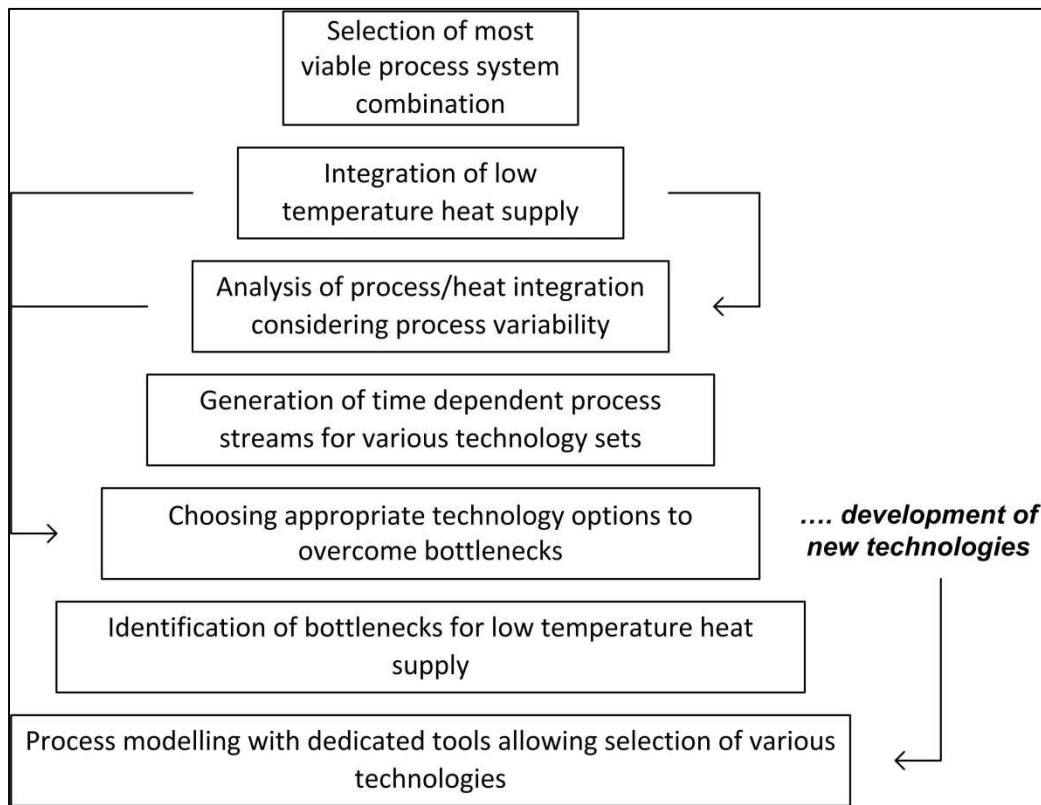 Selection of most
viable process system
combination
Integration of low
temperature heat supply
Analysis of process/heat integration
considering process variability
Generation of time dependent process
streams for various technology sets
Choosing appropriate technology options to
overcome bottlenecks
.... development of
new technologies
Identification of bottlenecks for low temperature heat
supply
Process modelling with dedicated tools allowing selection of various
technologies